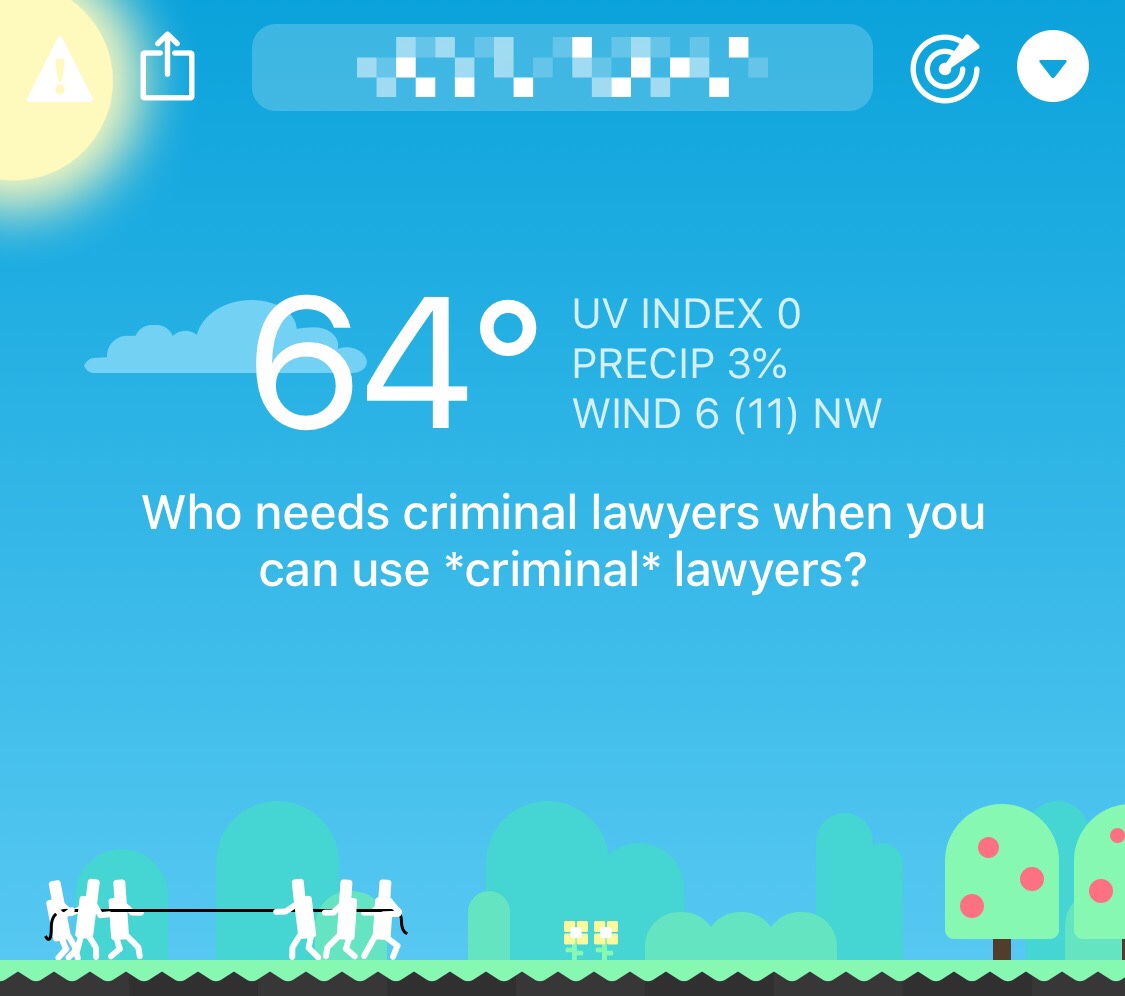 64°
UV INDEX 0
PRECIP 3%
WIND 6 (11) NW
Who needs criminal lawyers when you
can use *criminal* lawyers?